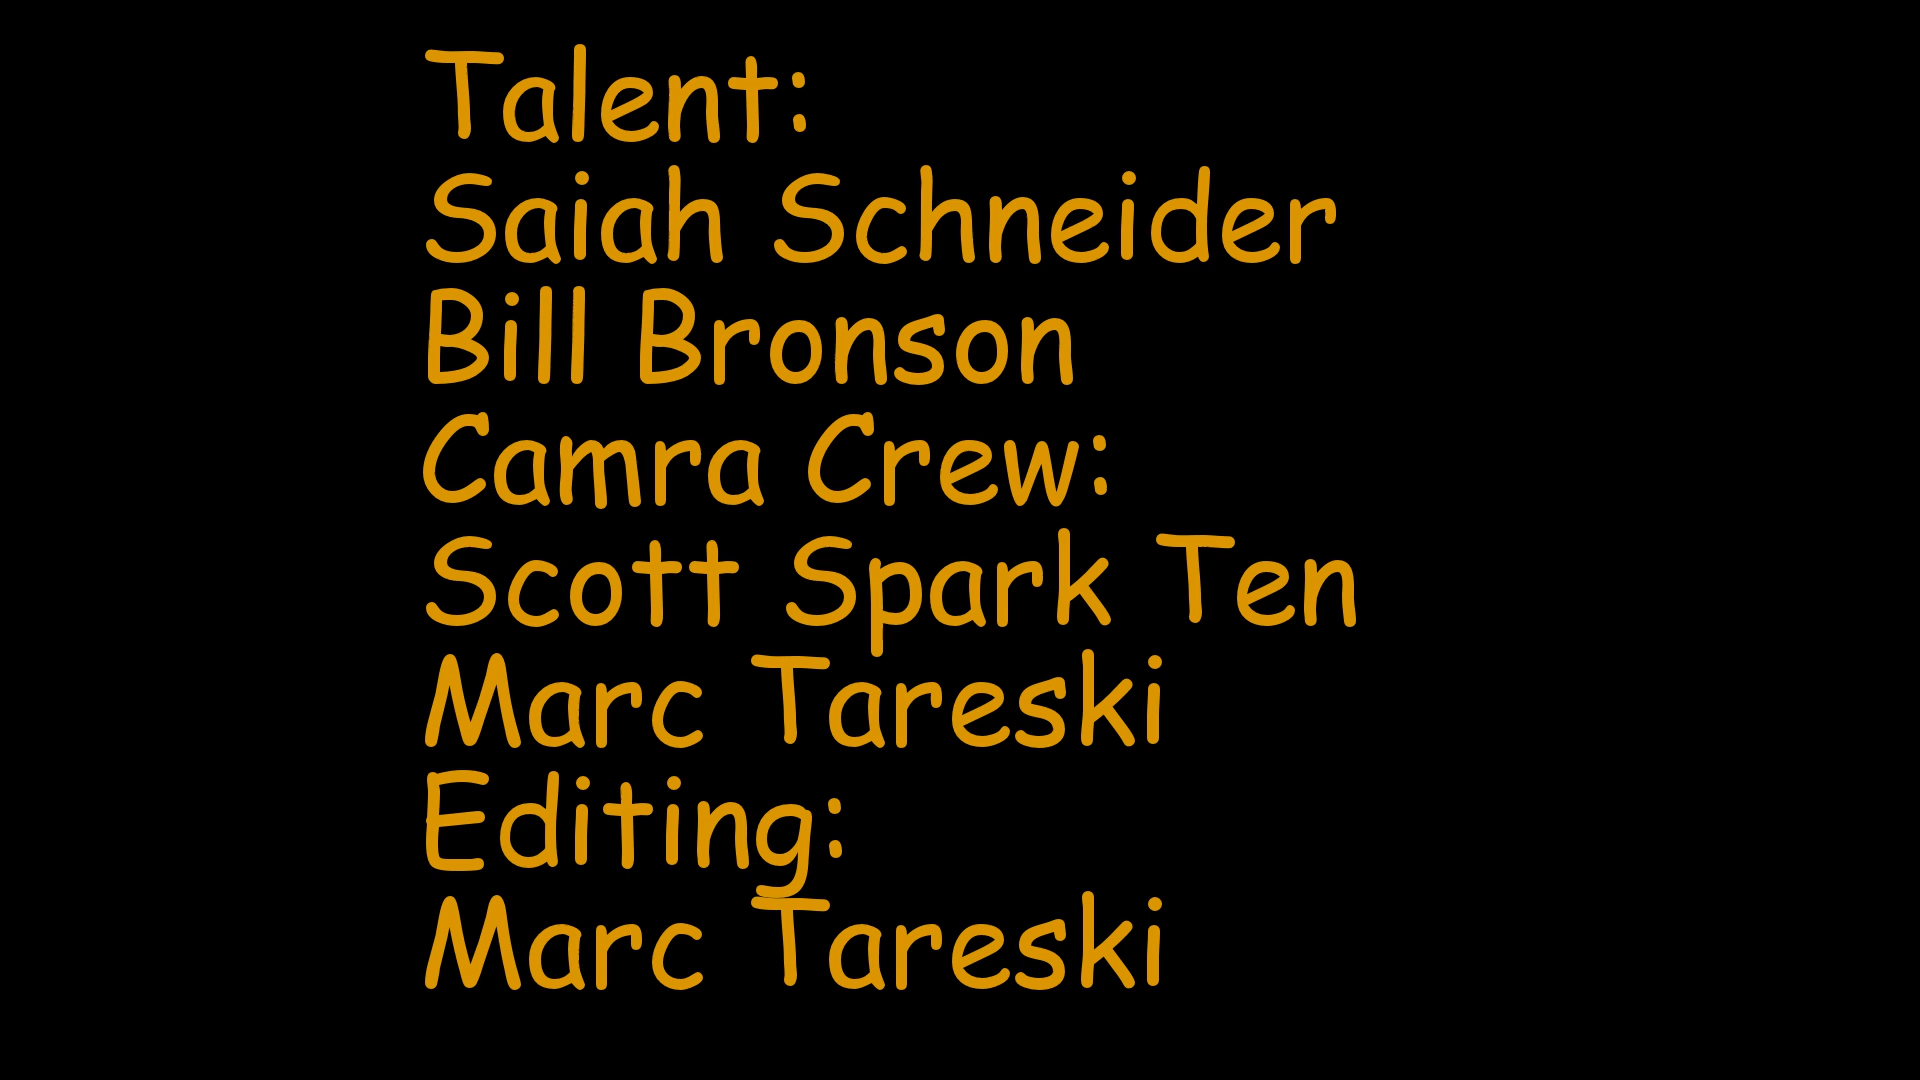 Talent:
Saiah Schneider
Bill Bronson
Camra Crew:
Scott Spark Ten
Marc Tareski
Editing:
Marc Tareski